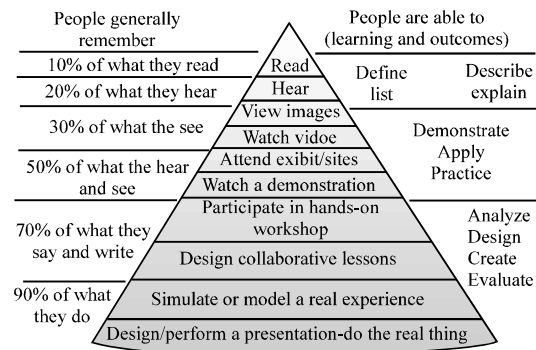 People generally
remember
10% of what they read
20% of what they hear
30% of what the see
50% of what the hear
and see
70% of what they
say and write
90% of what
they do
Read
Hear
View images
Watch vidoe
Attend exibit/sites
Watch a demonstration
Participate in hands-on
workshop
Design collaborative lessons
Simulate or model a real experience
Design/perform a presentation-do the real thing
People are able to
(learning and outcomes)
Define
list
Describe
explain
Demonstrate
Apply
Practice
Analyze
Design
Create
Evaluate